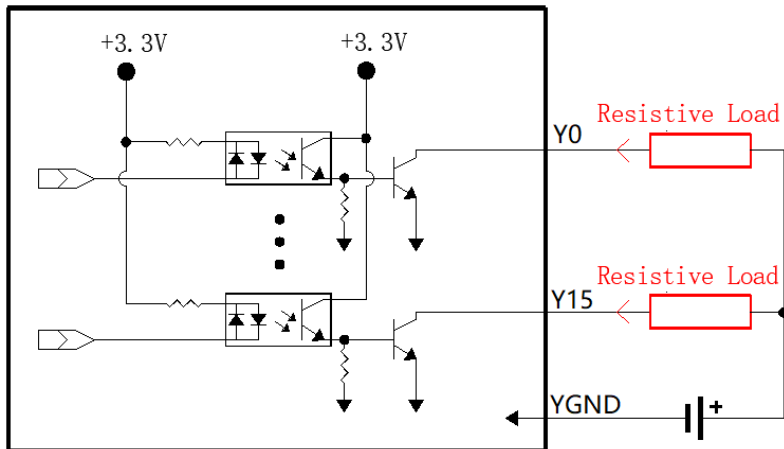 +3.3V
+3.3V
Resistive Load
Y0
Resistive Load
Y15
YGND
+